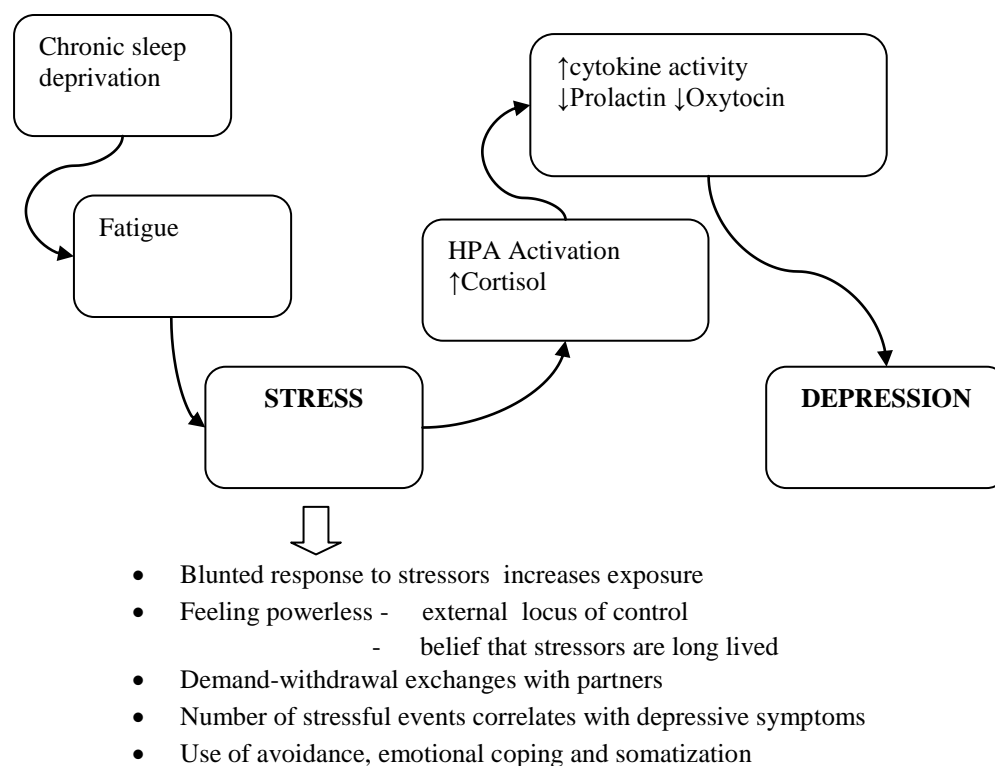 Chronic sleep
deprivation
Fatigue
STRESS
HPA Activation
↑Cortisol
↑cytokine activity
↓Prolactin ↓Oxytocin
DEPRESSION
• Blunted response to stressors increases exposure
• Feeling powerless - external locus of control
- belief that stressors are long lived
• Demand-withdrawal exchanges with partners
• Number of stressful events correlates with depressive symptoms
• Use of avoidance, emotional coping and somatization